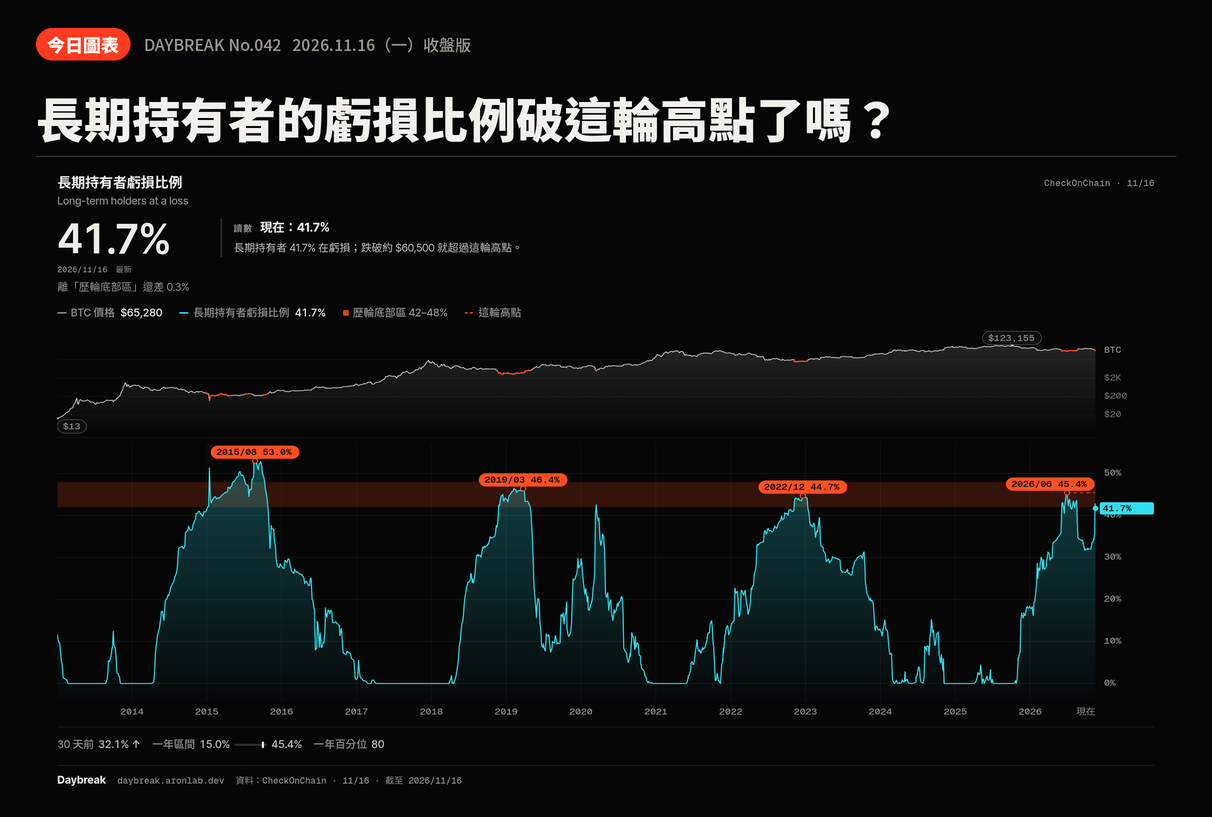 今日圖表 DAYBREAK No.042 2026.11.16（一）收盤版
長期持有者的虧損比例破這輪高點了嗎？
長期持有者虧損比例
CheckOnChain · 11/16
Long-term holders at a loss
41.7%
讀數 現在：41.7%
長期持有者 41.7% 在虧損；跌破約 $60,500 就超過這輪高點。
2026/11/16 最新
離「歷輪底部區」還差 0.3%
BTC 價格 $65,280 長期持有者虧損比例 41.7% 歷輪底部區 42–48% 這輪高點
$123,155
BTC
$2K
$200
$20
$13
2015/08 53.0%
2019/03 46.4%
2022/12 44.7%
2026/06 45.4%
50%
41.7%
40%
30%
20%
10%
0%
2014 2015 2016 2017 2018 2019 2020 2021 2022 2023 2024 2025 2026 現在
30 天前 32.1% ↑ 一年區間 15.0% 45.4% 一年百分位 80
Daybreak daybreak.aronlab.dev 資料：CheckOnChain · 11/16 · 截至 2026/11/16